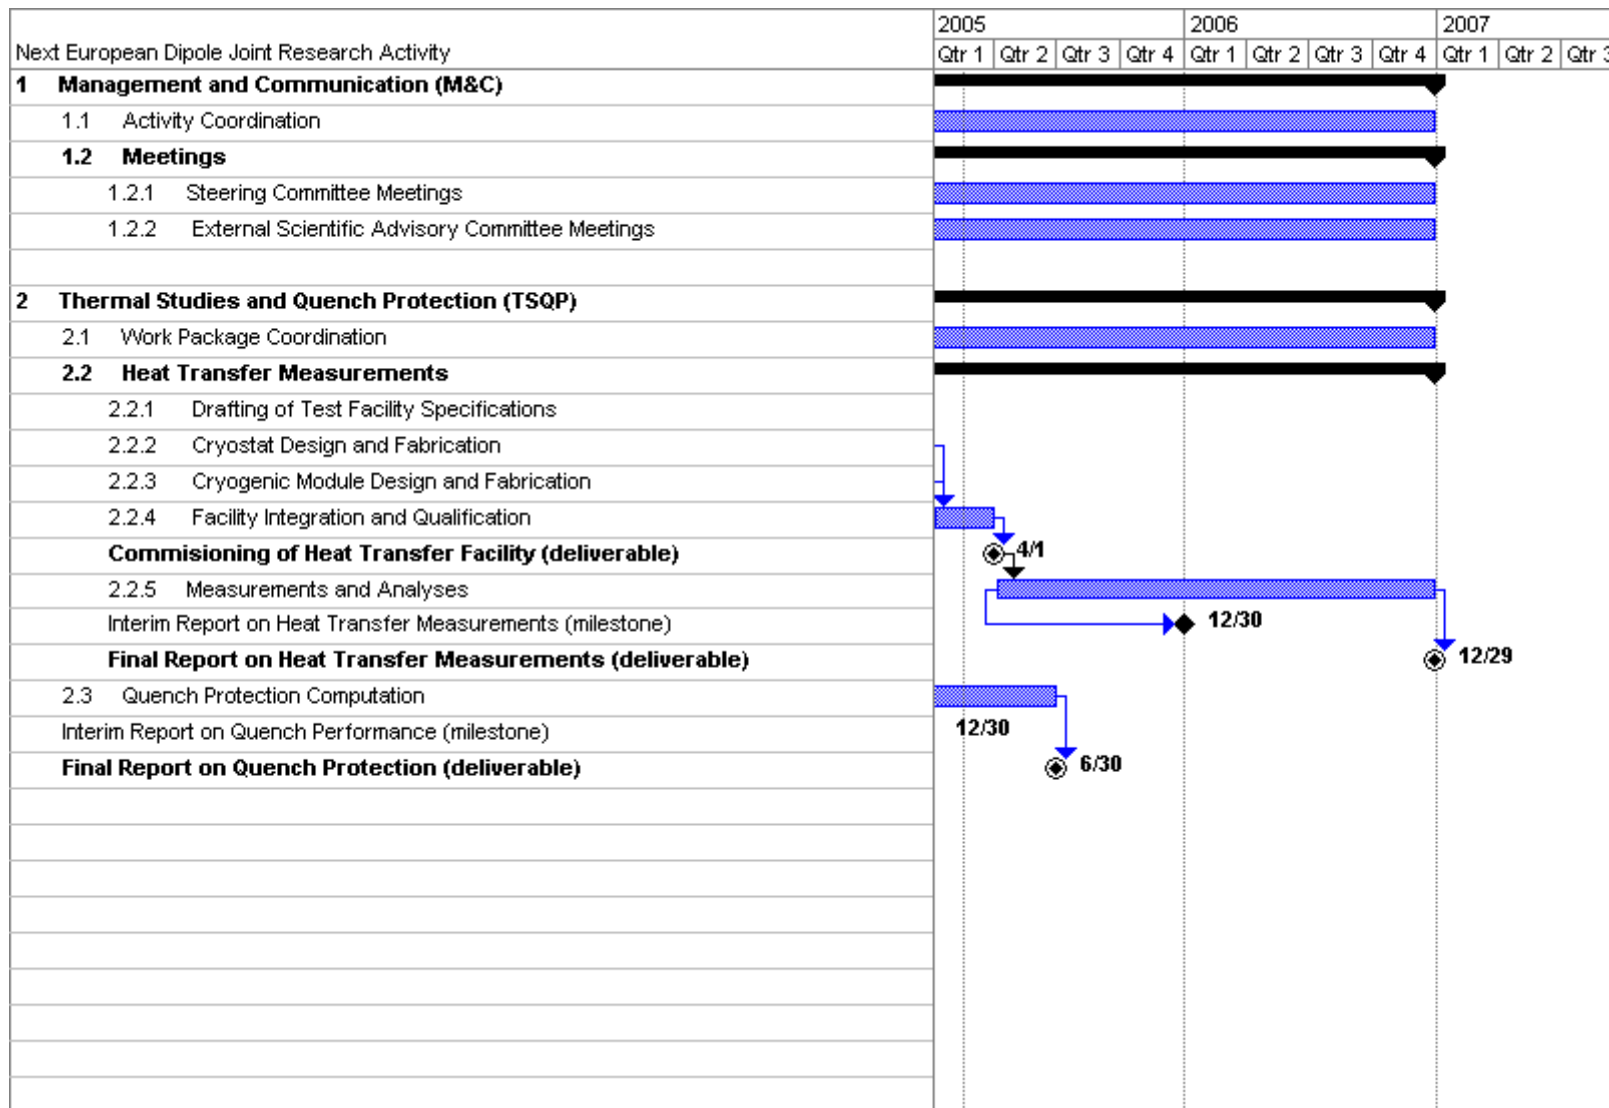 2005 2006 2007
Next European Dipole Joint Research Activity Qtr 1 Qtr 2 Qtr 3 Qtr 4 Qtr 1 Qtr 2 Qtr 3 Qtr 4 Qtr 1 Qtr 2 Qtr 3
1 Management and Communication (M&C)
1.1 Activity Coordination
1.2 Meetings
1.2.1 Steering Committee Meetings
1.2.2 External Scientific Advisory Committee Meetings
2 Thermal Studies and Quench Protection (TSQP)
2.1 Work Package Coordination
2.2 Heat Transfer Measurements
2.2.1 Drafting of Test Facility Specifications
2.2.2 Cryostat Design and Fabrication
2.2.3 Cryogenic Module Design and Fabrication
2.2.4 Facility Integration and Qualification
Commisioning of Heat Transfer Facility (deliverable) 4/1
2.2.5 Measurements and Analyses
Interim Report on Heat Transfer Measurements (milestone) 12/30
Final Report on Heat Transfer Measurements (deliverable) 12/29
2.3 Quench Protection Computation
Interim Report on Quench Performance (milestone) 12/30
Final Report on Quench Protection (deliverable) 6/30